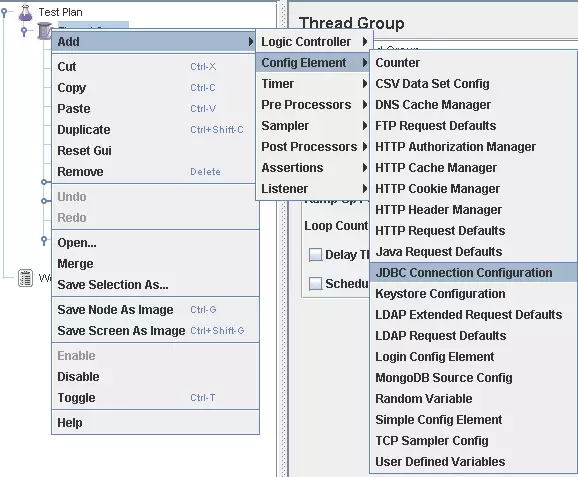 Test Plan
Thread Group
Add
Cut Ctrl-X
Copy Ctrl-C
Paste Ctrl-V
Duplicate Ctrl+Shift-C
Reset Gui
Remove Delete
Undo
Redo
Open...
Merge
Save Selection As...
Save Node As Image Ctrl-G
Save Screen As Image Ctrl+Shift-G
Enable
Disable
Toggle Ctrl-T
Help
Logic Controller
Config Element
Timer
Pre Processors
Sampler
Post Processors
Assertions
Listener
Counter
CSV Data Set Config
DNS Cache Manager
FTP Request Defaults
HTTP Authorization Manager
HTTP Cache Manager
HTTP Cookie Manager
HTTP Header Manager
HTTP Request Defaults
Java Request Defaults
JDBC Connection Configuration
Keystore Configuration
LDAP Extended Request Defaults
LDAP Request Defaults
Login Config Element
MongoDB Source Config
Random Variable
Simple Config Element
TCP Sampler Config
User Defined Variables
Loop Count
Delay